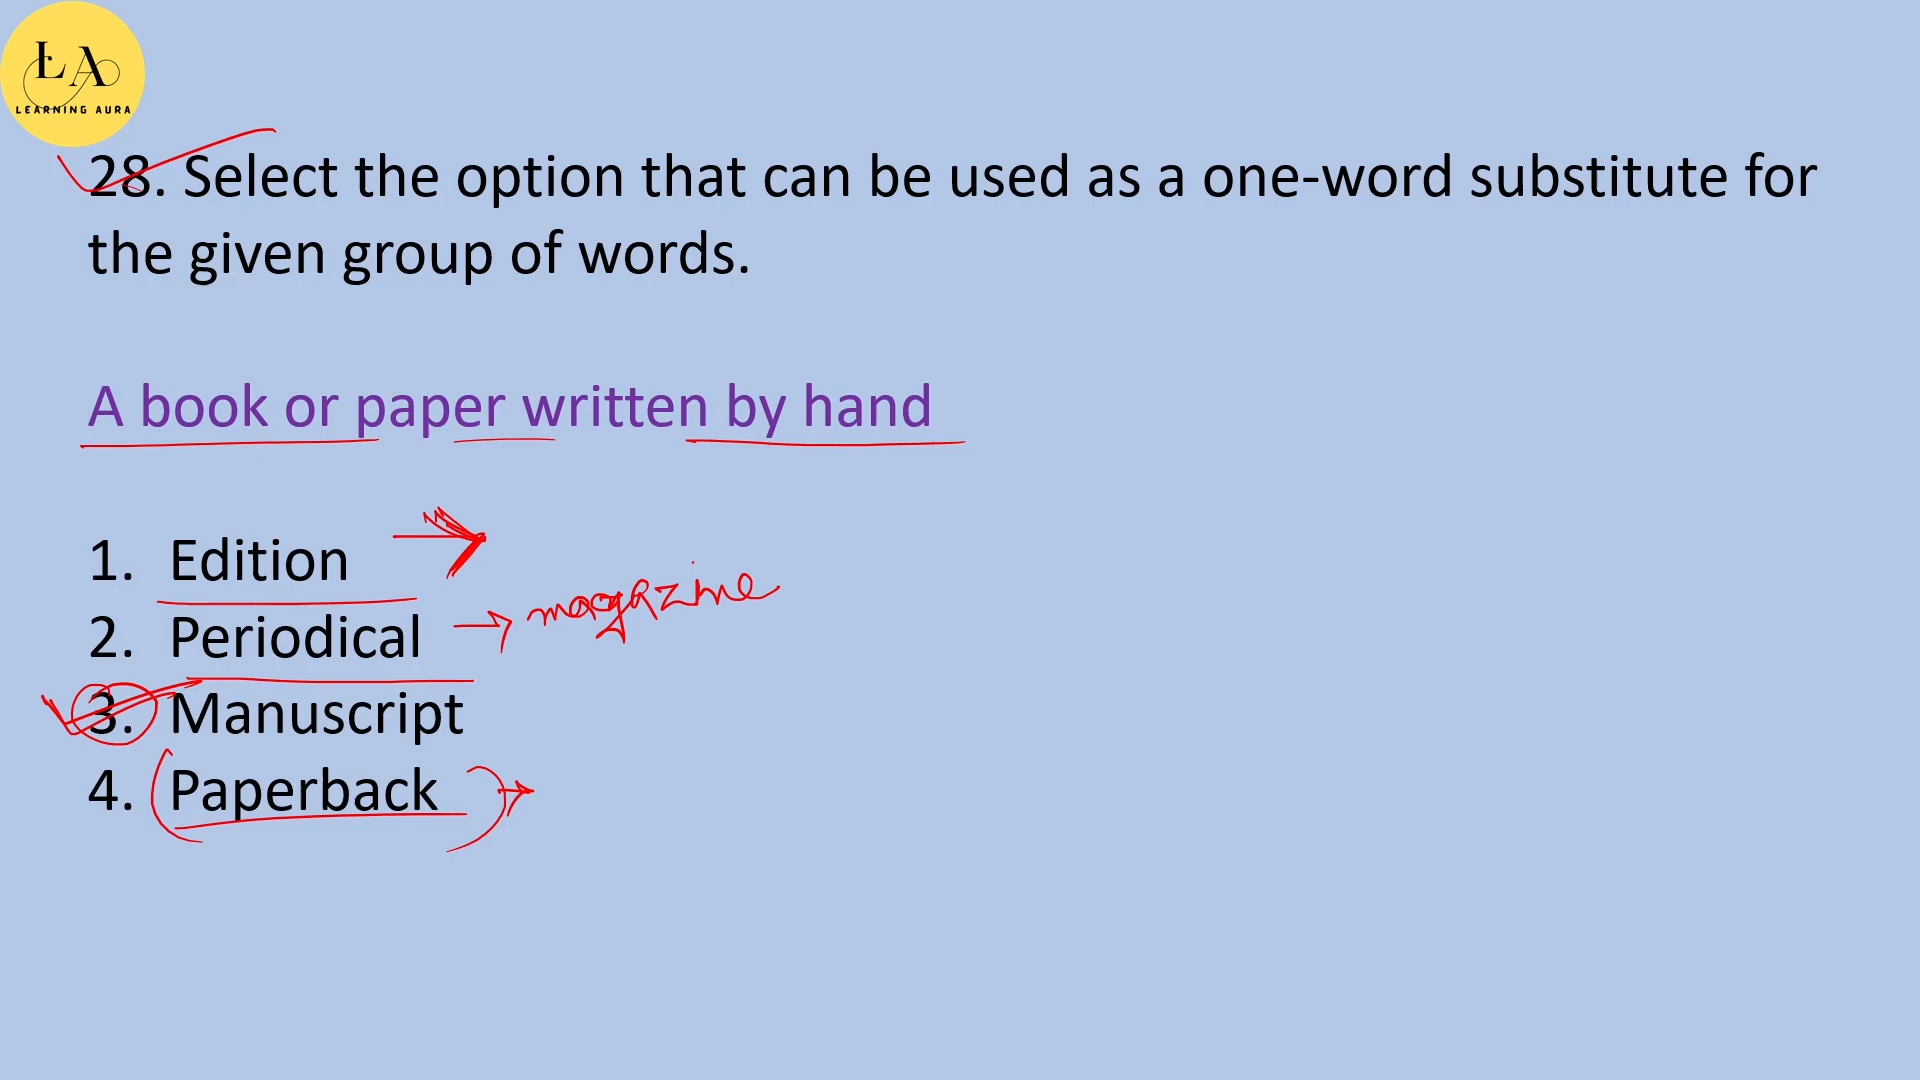 LA
LEARNING AURA
28. Select the option that can be used as a one-word substitute for
the given group of words.
A book or paper written by hand
1. Edition
2. Periodical → magazine
3. Manuscript
4. Paperback